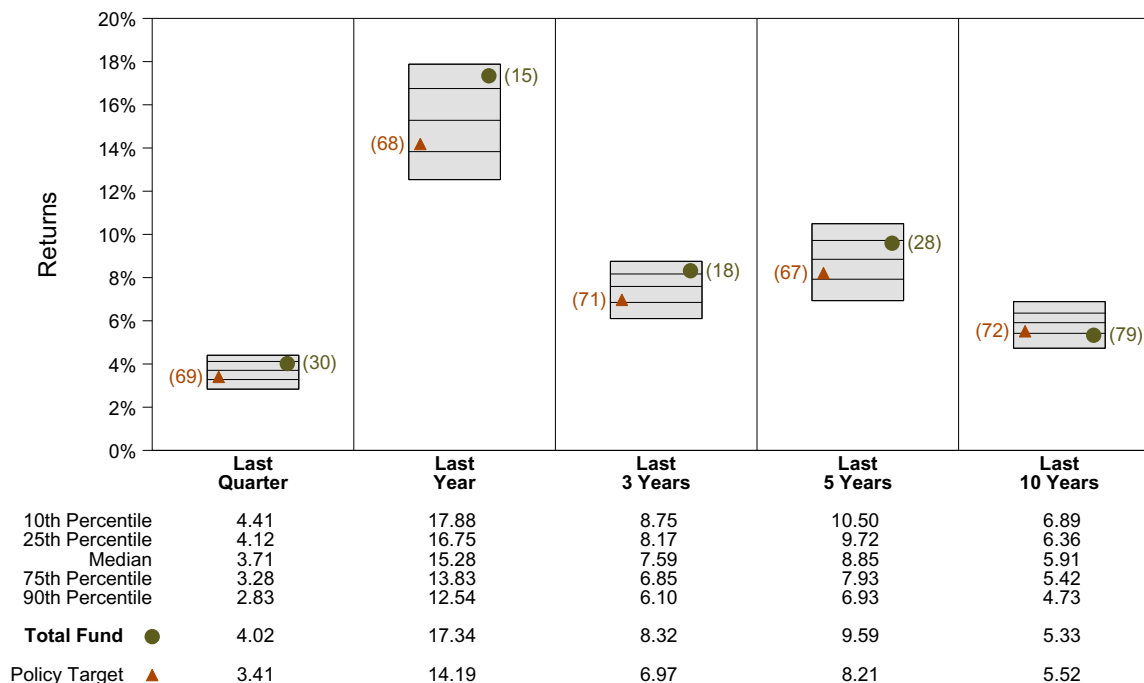 20%
18%
16%
14%
12%
10%
8%
6%
4%
2%
0%
Returns
(69)
(30)
(68)
(15)
(71)
(18)
(67)
(28)
(72)
(79)
Last Quarter
Last Year
Last 3 Years
Last 5 Years
Last 10 Years
10th Percentile 4.41 17.88 8.75 10.50 6.89
25th Percentile 4.12 16.75 8.17 9.72 6.36
Median 3.71 15.28 7.59 8.85 5.91
75th Percentile 3.28 13.83 6.85 7.93 5.42
90th Percentile 2.83 12.54 6.10 6.93 4.73
Total Fund 4.02 17.34 8.32 9.59 5.33
Policy Target 3.41 14.19 6.97 8.21 5.52